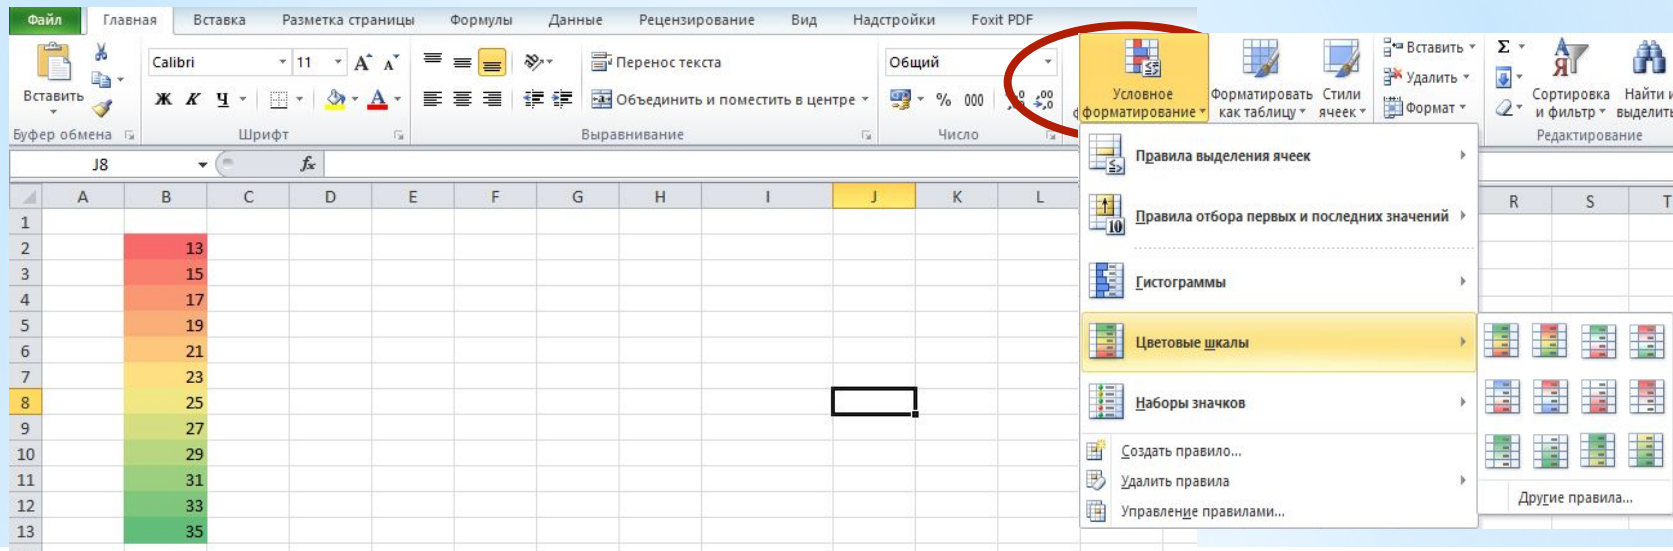 Файл Главная Вставка Разметка страницы Формулы Данные Рецензирование Вид Надстройки Foxit PDF
Вставить
Буфер обмена
Calibri 11
Ж К Ч
Шрифт
Перенос текста
Объединить и поместить в центре
Выравнивание
Общий
% 000
Число
Условное форматирование
Форматировать как таблицу
Стили ячеек
Вставить
Удалить
Формат
Σ
Сортировка и фильтр
Найти и выделить
Редактирование
J8
fx
A B C D E F G H I J K L R S T
1
2 13
3 15
4 17
5 19
6 21
7 23
8 25
9 27
10 29
11 31
12 33
13 35
Правила выделения ячеек
Правила отбора первых и последних значений
Гистограммы
Цветовые шкалы
Наборы значков
Создать правило...
Удалить правила
Управление правилами...
Другие правила...